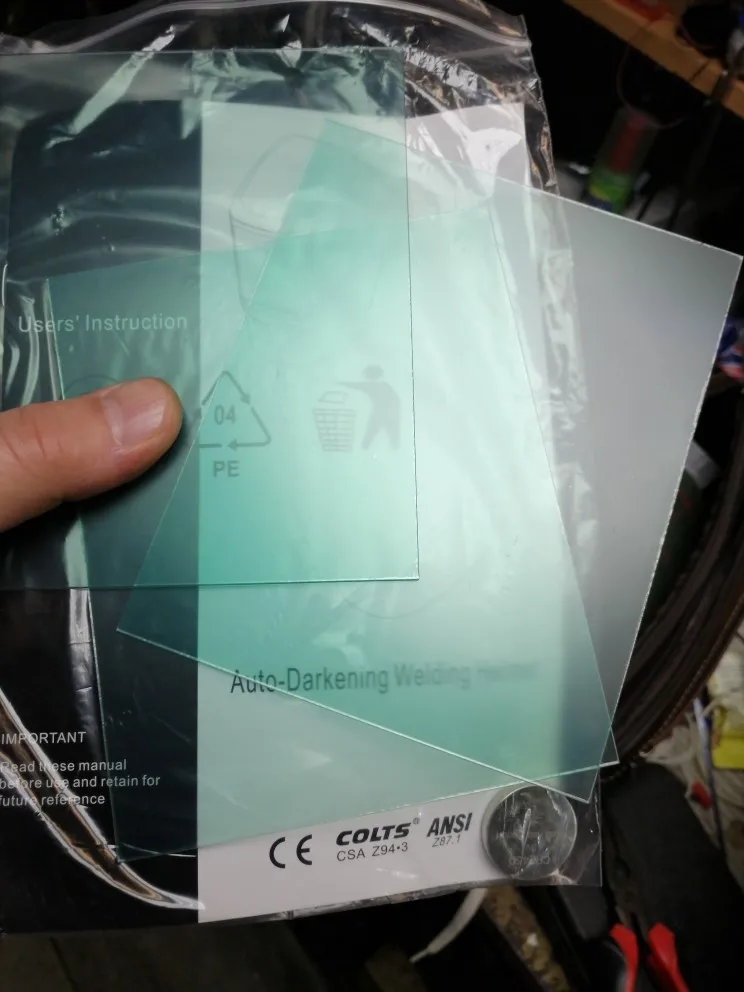 Users' Instruction
04
PE
Auto-Darkening Welding Helmet
IMPORTANT
Read these manual
before use and retain for
future reference
CE COLTS® ANSI
CSA Z94•3 Z87.1